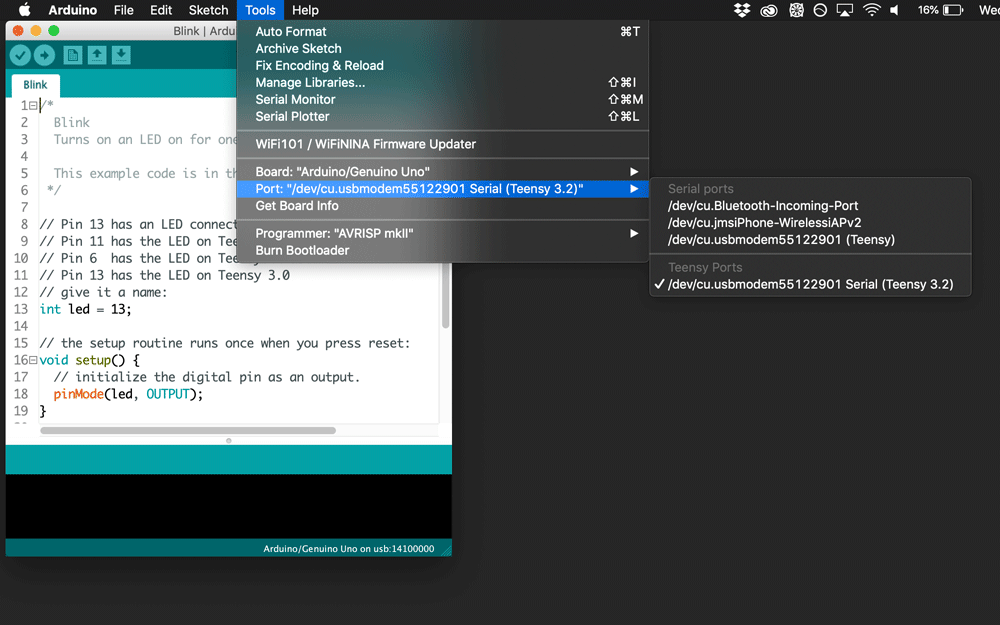 Arduino File Edit Sketch Tools Help 16% Wed
Blink | Ardu
Auto Format ⌘T
Archive Sketch
Fix Encoding & Reload
Manage Libraries... ⇧⌘I
Serial Monitor ⇧⌘M
Serial Plotter ⇧⌘L
WiFi101 / WiFiNINA Firmware Updater
Board: "Arduino/Genuino Uno"
Port: "/dev/cu.usbmodem55122901 Serial (Teensy 3.2)"
Get Board Info
Programmer: "AVRISP mkII"
Burn Bootloader
Serial ports
/dev/cu.Bluetooth-Incoming-Port
/dev/cu.jmsiPhone-WirelessiAPv2
/dev/cu.usbmodem55122901 (Teensy)
Teensy Ports
✓ /dev/cu.usbmodem55122901 Serial (Teensy 3.2)
Blink
1 /*
2 Blink
3 Turns on an LED on for one
4
5 This example code is in th
6 */
7
8 // Pin 13 has an LED connect
9 // Pin 11 has the LED on Tee
10 // Pin 6  has the LED on Tee
11 // Pin 13 has the LED on Teensy 3.0
12 // give it a name:
13 int led = 13;
14
15 // the setup routine runs once when you press reset:
16 void setup() {
17 // initialize the digital pin as an output.
18 pinMode(led, OUTPUT);
19 }
Arduino/Genuino Uno on usb:14100000